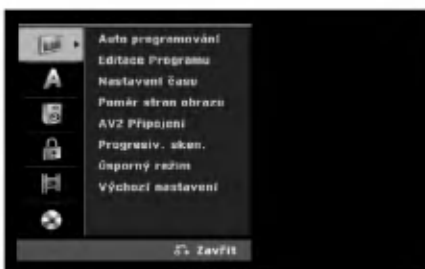 Auto programování
Editace Programu
Nastavení času
Poměr stran obrazu
AV2 Připojení
Progresiv. sken.
Úsporný režim
Výchozí nastavení
A
Zavřít